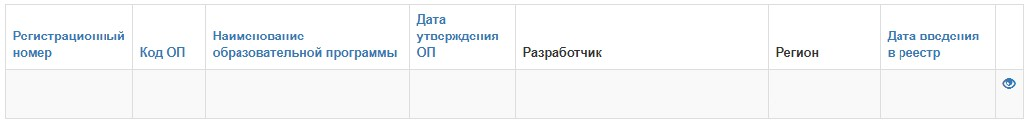 Регистрационный
номер
Код ОП
Наименование
образовательной программы
Дата
утверждения
ОП
Разработчик
Регион
Дата введения
в реестр